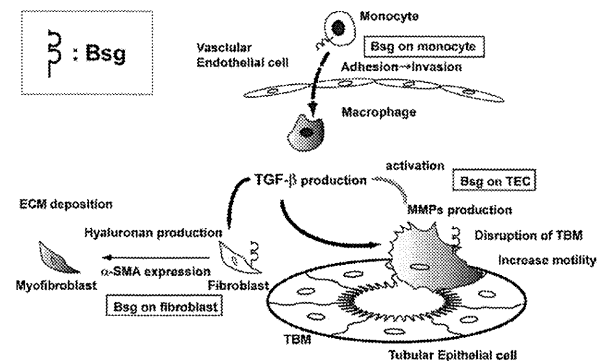 : Bsg
Monocyte
Bsg on monocyte
Vasclular
Endothelial cell
Adhesion→Invasion
Macrophage
TGF-β production
activation
Bsg on TEC
MMPs production
ECM deposition
Hyaluronan production
Disruption of TBM
Increase motility
α-SMA expression
Myofibroblast
Fibroblast
Bsg on fibroblast
TBM
Tubular Epithelial cell